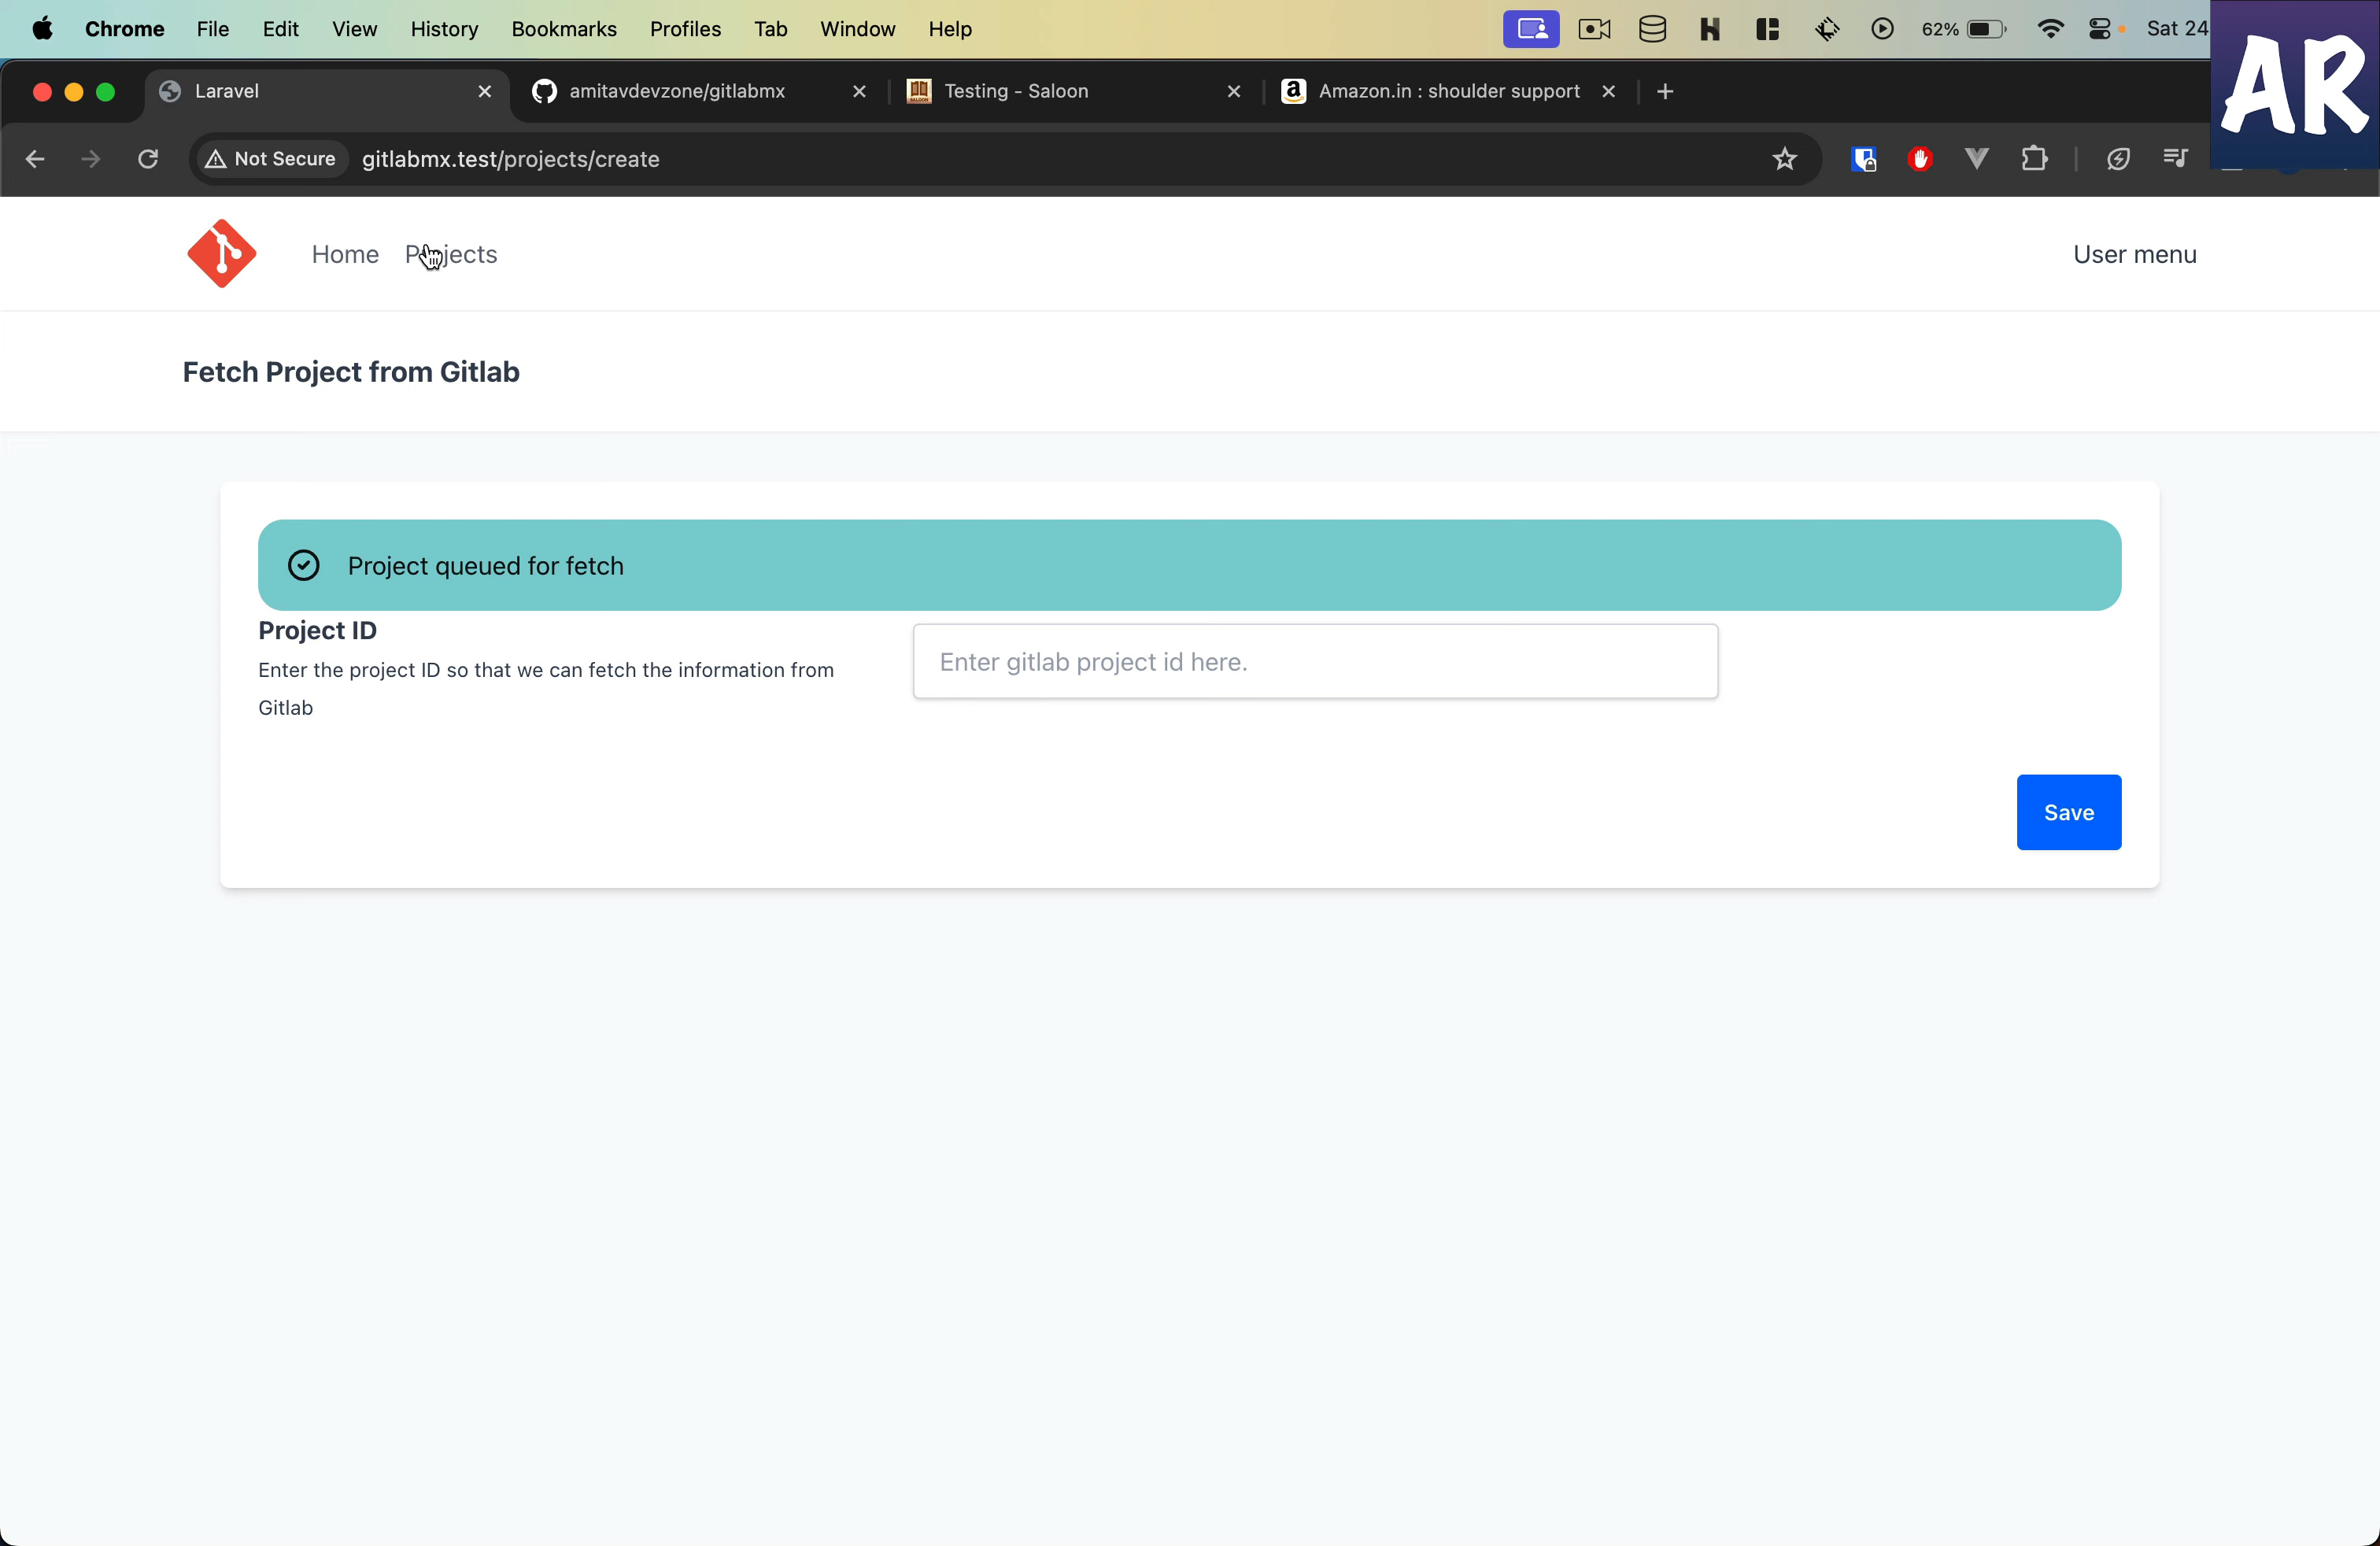 Chrome File Edit View History Bookmarks Profiles Tab Window Help 62% Sat 24
Laravel amitavdevzone/gitlabmx Testing - Saloon Amazon.in : shoulder support
Not Secure gitlabmx.test/projects/create
AR
Home Projects User menu
Fetch Project from Gitlab
Project queued for fetch
Project ID
Enter the project ID so that we can fetch the information from
Gitlab
Enter gitlab project id here.
Save